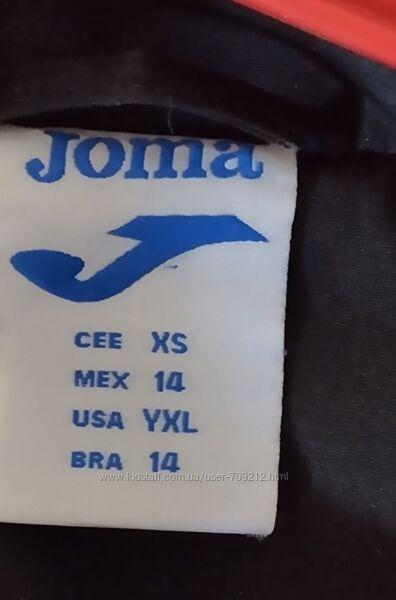 Joma
CEE XS
MEX 14
USA YXL
BRA 14
www.kidstaff.com.ua/user-709212.html